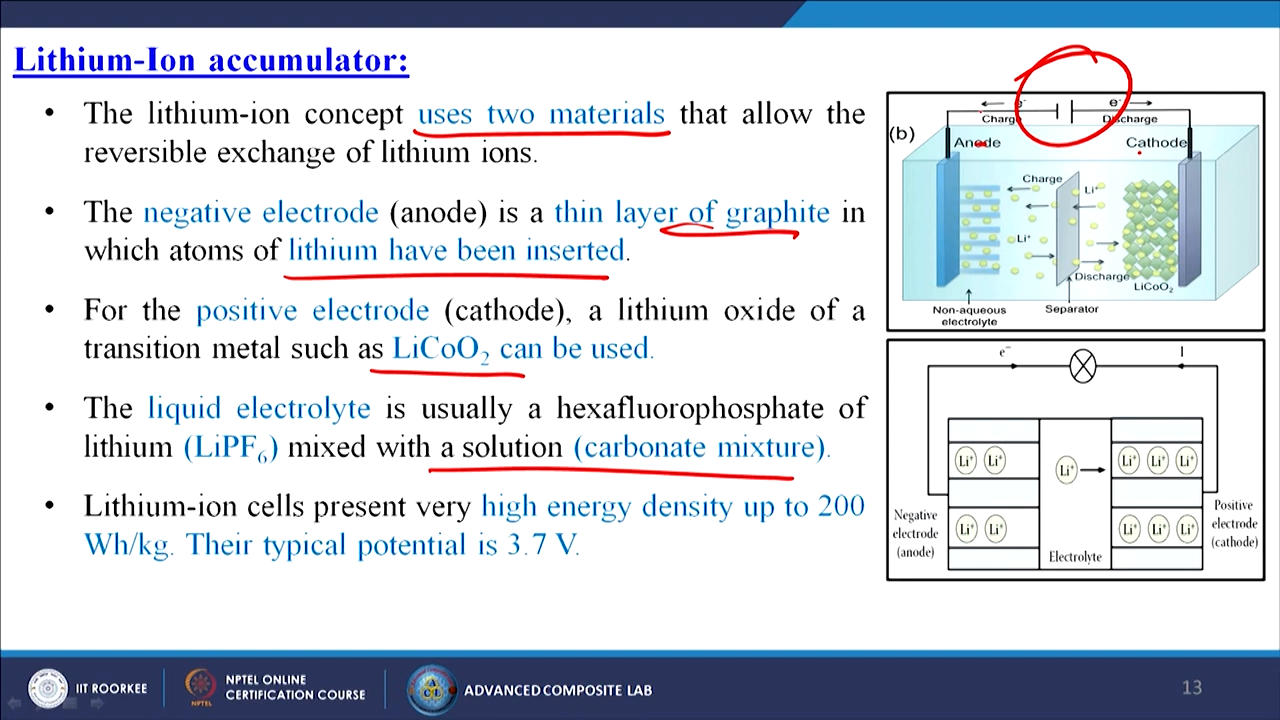 Lithium-Ion accumulator:
• The lithium-ion concept uses two materials that allow the
reversible exchange of lithium ions.
• The negative electrode (anode) is a thin layer of graphite in
which atoms of lithium have been inserted.
• For the positive electrode (cathode), a lithium oxide of a
transition metal such as LiCoO₂ can be used.
• The liquid electrolyte is usually a hexafluorophosphate of
lithium (LiPF₆) mixed with a solution (carbonate mixture).
• Lithium-ion cells present very high energy density up to 200
Wh/kg. Their typical potential is 3.7 V.
e⁻ e⁻
Charge Discharge
(b)
Anode Cathode
Charge
Li⁺
Li⁺
Discharge
LiCoO₂
Non-aqueous
electrolyte
Separator
e⁻ I
Li⁺ Li⁺ Li⁺ Li⁺ Li⁺ Li⁺
Li⁺ Li⁺ Li⁺ Li⁺ Li⁺
Negative
electrode
(anode)
Electrolyte
Positive
electrode
(cathode)
IIT ROORKEE
NPTEL
NPTEL ONLINE
CERTIFICATION COURSE
ACL
ADVANCED COMPOSITE LAB
13